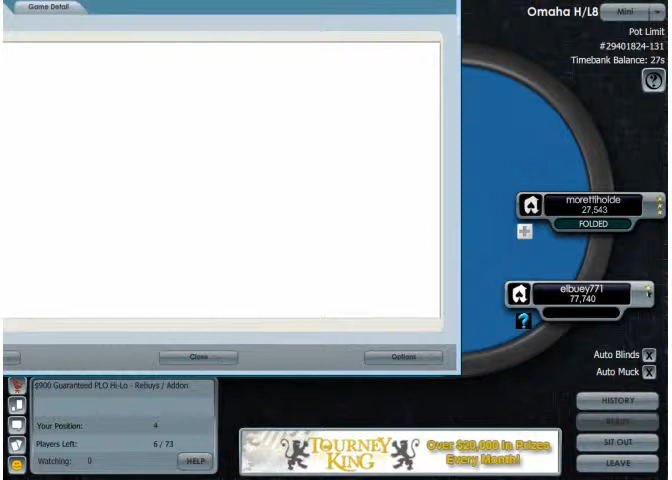 Game Detail
Omaha H/L8
Mini
Pot Limit
#29401824-131
Timebank Balance: 27s
?
morettiholde
27,543
FOLDED
elbuey771
77,740
?
Close
Options
Auto Blinds X
Auto Muck X
$900 Guaranteed PLO Hi-Lo - Rebuys / Addon
Your Position: 4
Players Left: 6 / 73
Watching: 0
HELP
TOURNEY KING
Over $20,000 In Prizes,
Every Month!
HISTORY
SIT OUT
LEAVE